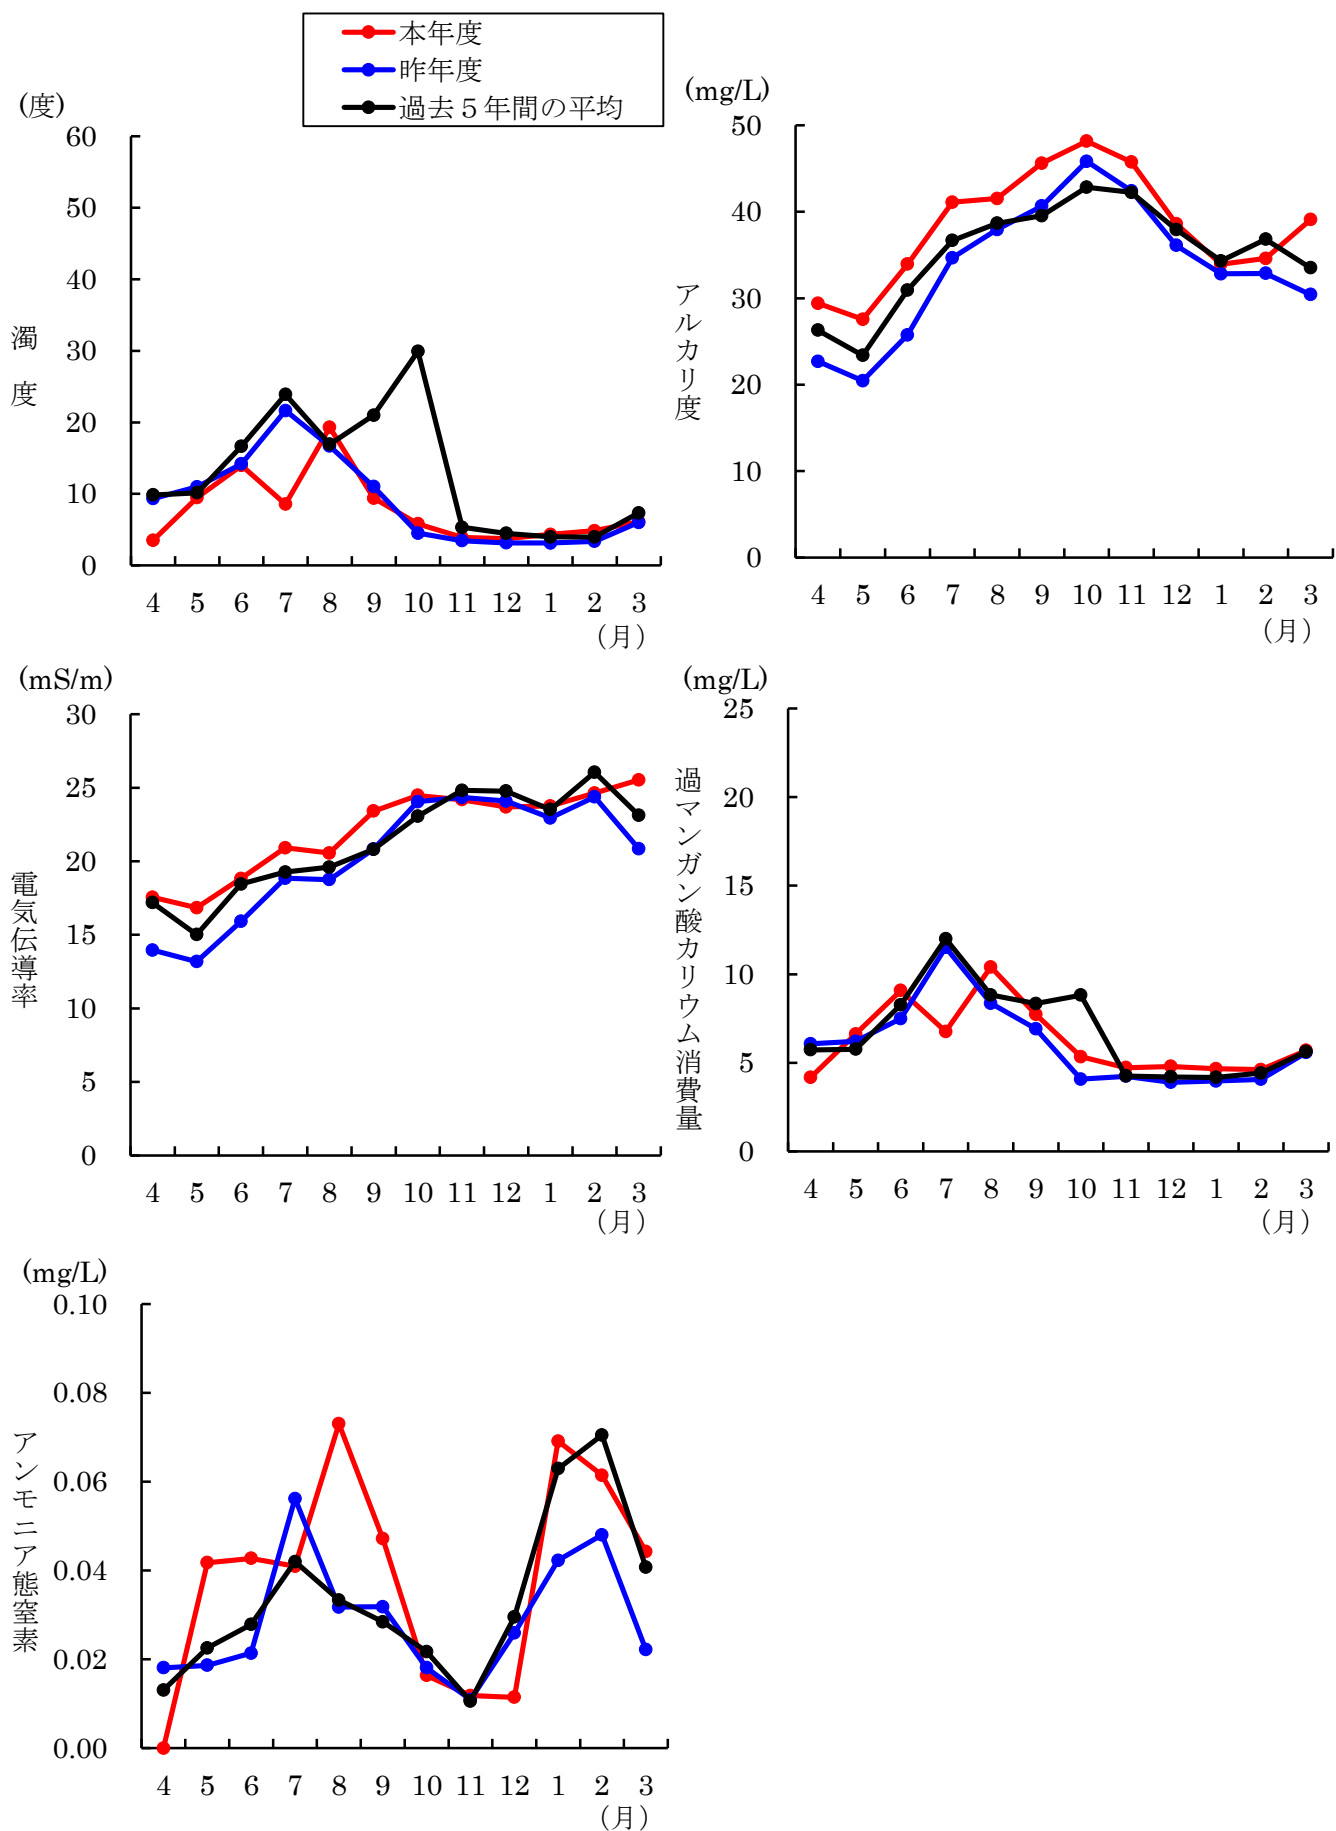 本年度
昨年度
過去５年間の平均
(度)
60
50
40
30
20
10
0
濁度
4 5 6 7 8 9 10 11 12 1 2 3
（月）
(mg/L)
50
40
30
20
10
0
アルカリ度
4 5 6 7 8 9 10 11 12 1 2 3
（月）
(mS/m)
30
25
20
15
10
5
0
電気伝導率
4 5 6 7 8 9 10 11 12 1 2 3
（月）
(mg/L)
25
20
15
10
5
0
過マンガン酸カリウム消費量
4 5 6 7 8 9 10 11 12 1 2 3
（月）
(mg/L)
0.10
0.08
0.06
0.04
0.02
0.00
アンモニア態窒素
4 5 6 7 8 9 10 11 12 1 2 3
（月）